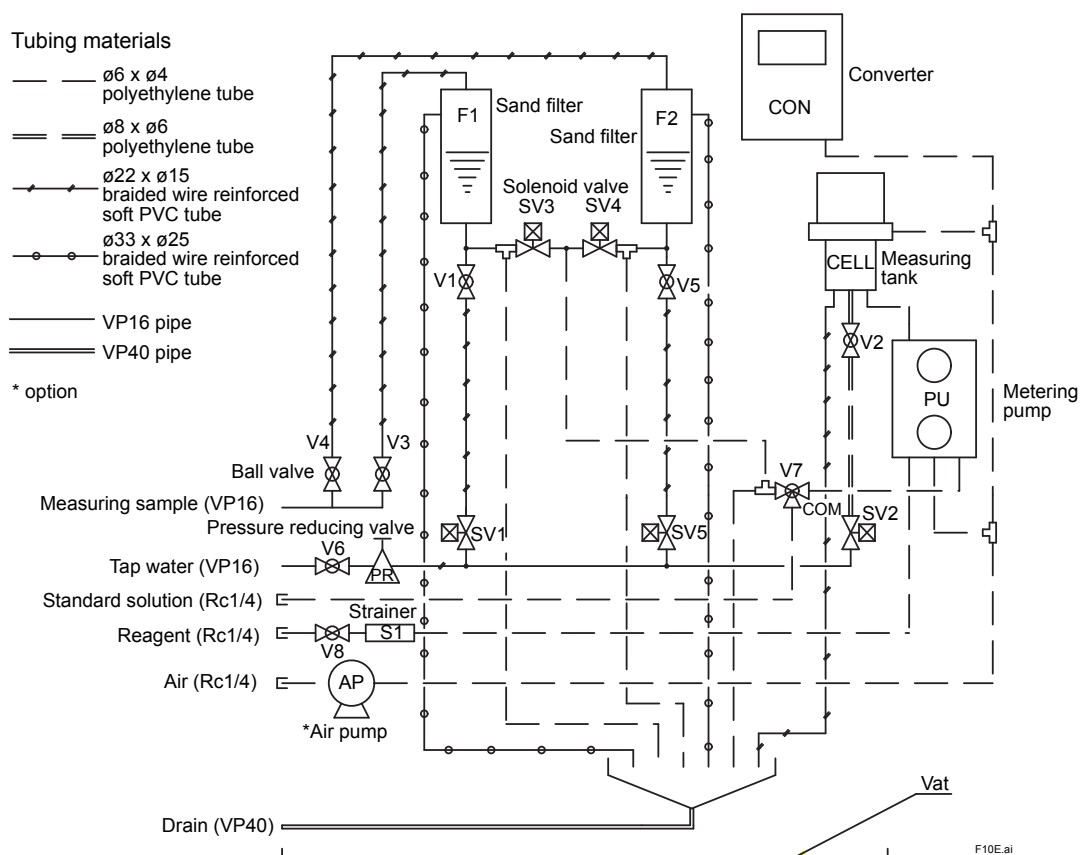 Tubing materials
ø6 x ø4
polyethylene tube
ø8 x ø6
polyethylene tube
ø22 x ø15
braided wire reinforced
soft PVC tube
ø33 x ø25
braided wire reinforced
soft PVC tube
VP16 pipe
VP40 pipe
* option
F1
Sand filter
F2
Sand filter
Solenoid valve
SV3
SV4
CON
Converter
CELL
Measuring
tank
V1
V5
V2
PU
Metering
pump
V4
V3
Ball valve
V7
COM
Measuring sample (VP16)
Pressure reducing valve
SV1
SV5
SV2
V6
Tap water (VP16)
PR
Standard solution (Rc1/4)
Strainer
Reagent (Rc1/4)
S1
V8
Air (Rc1/4)
AP
*Air pump
Vat
Drain (VP40)
F10E.ai